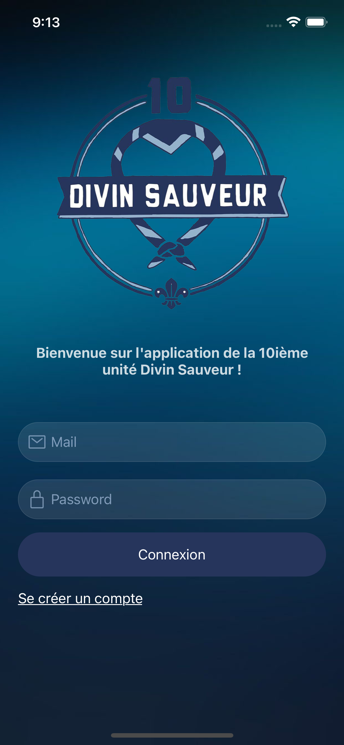 9:13
10
DIVIN SAUVEUR
Bienvenue sur l'application de la 10ième
unité Divin Sauveur !
Mail
Password
Connexion
Se créer un compte